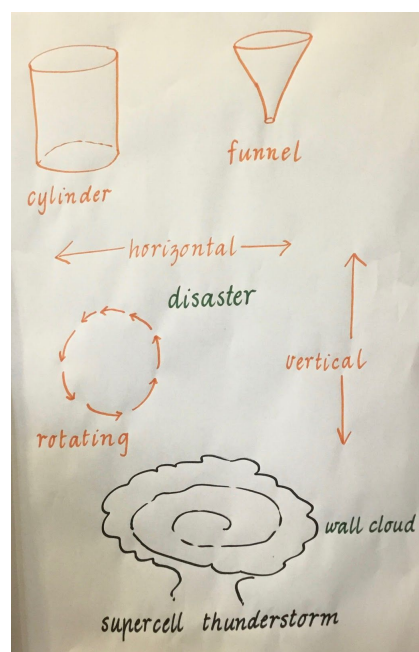 funnel
cylinder
horizontal
disaster
vertical
rotating
wall cloud
supercell thunderstorm